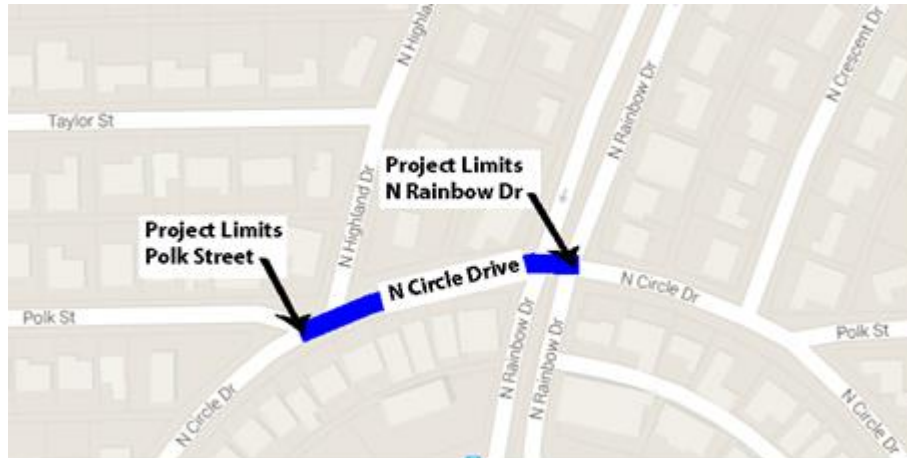 N Highland
N Rainbow Dr
N Crescent Dr
Taylor St
Project Limits
N Rainbow Dr
N Highland Dr
Project Limits
Polk Street
N Circle Drive
N Circle Dr
Polk St
Polk St
N Circle Dr
N Rainbow Dr
N Rainbow Dr
N Circle Dr